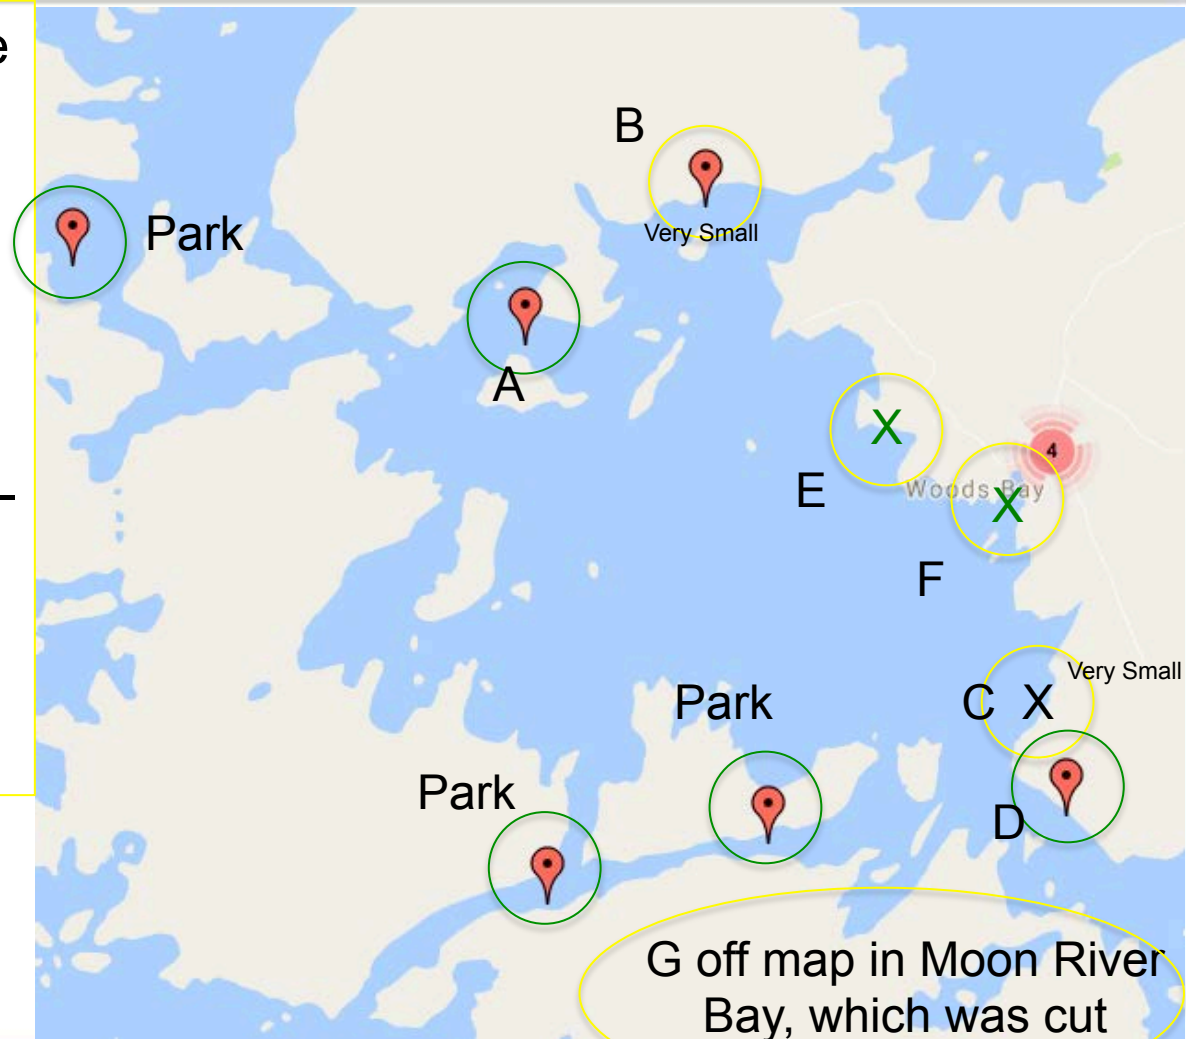 e
B
Very Small
Park
A
X
4
E
Woods Bay
X
F
Very Small
Park
C X
Park
D
G off map in Moon River
Bay, which was cut